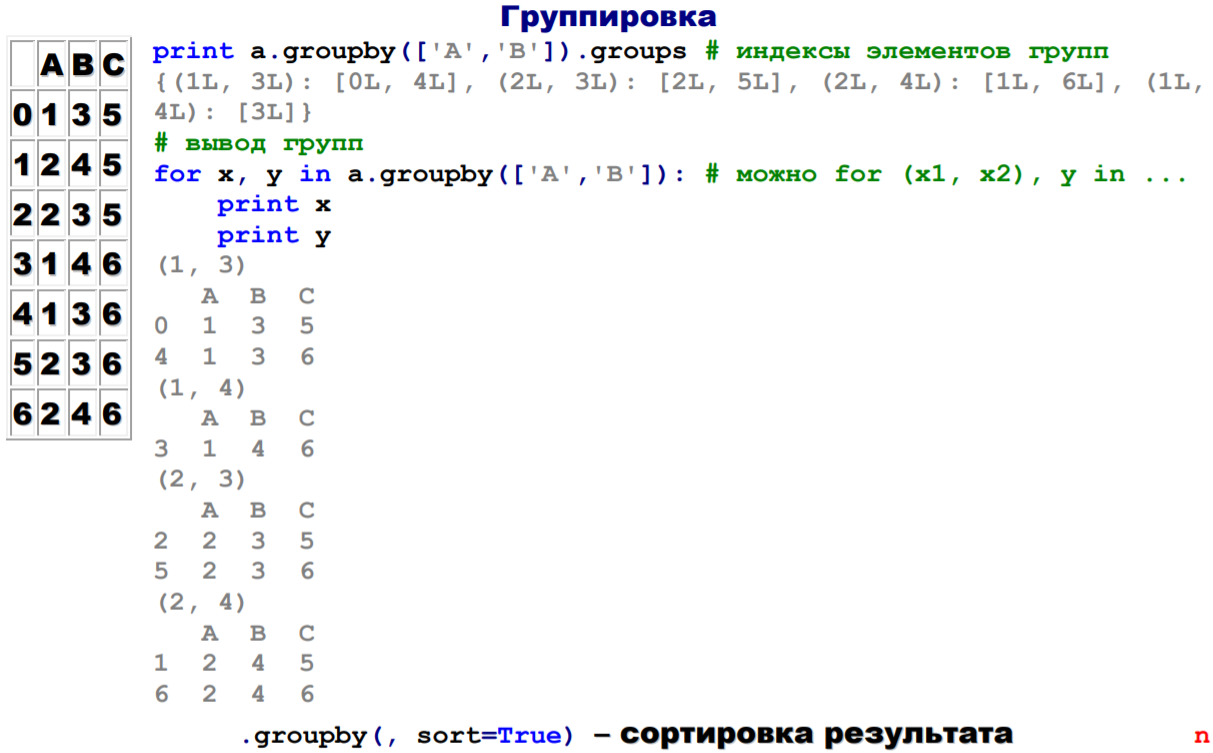 Группировка
A B C
0 1 3 5
1 2 4 5
2 2 3 5
3 1 4 6
4 1 3 6
5 2 3 6
6 2 4 6
print a.groupby(['A','B']).groups # индексы элементов групп
{(1L, 3L): [0L, 4L], (2L, 3L): [2L, 5L], (2L, 4L): [1L, 6L], (1L,
4L): [3L]}
# вывод групп
for x, y in a.groupby(['A','B']): # можно for (x1, x2), y in ...
    print x
    print y
(1, 3)
   A  B  C
0  1  3  5
4  1  3  6
(1, 4)
   A  B  C
3  1  4  6
(2, 3)
   A  B  C
2  2  3  5
5  2  3  6
(2, 4)
   A  B  C
1  2  4  5
6  2  4  6
.groupby(, sort=True) – сортировка результата
n